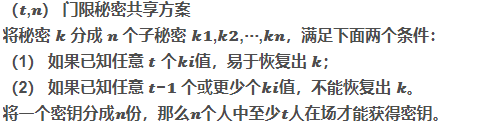 （t,n） 门限秘密共享方案
将秘密 k 分成 n 个子秘密 k1,k2,⋯,kn，满足下面两个条件：
（1） 如果已知任意 t 个ki值，易于恢复出 k；
（2） 如果已知任意 t−1 个或更少个ki值，不能恢复出 k。
将一个密钥分成n份，那么n个人中至少t人在场才能获得密钥。